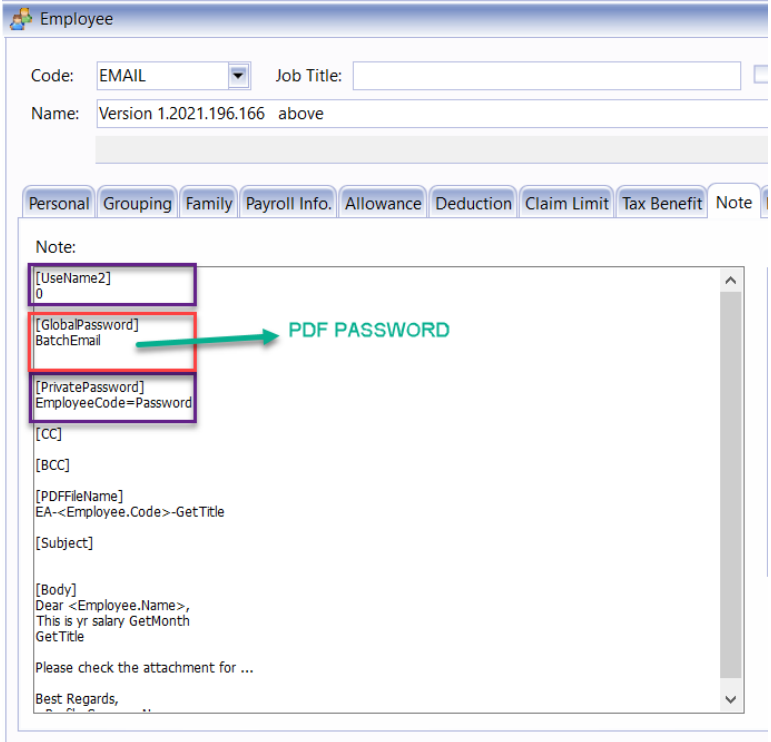 Employee
Code: EMAIL Job Title:
Name: Version 1.2021.196.166 above
Personal Grouping Family Payroll Info. Allowance Deduction Claim Limit Tax Benefit Note
Note:
[UseName2]
0
[GlobalPassword]
BatchEmail
PDF PASSWORD
[PrivatePassword]
EmployeeCode=Password
[CC]
[BCC]
[PDFFileName]
EA-<Employee.Code>-GetTitle
[Subject]
[Body]
Dear <Employee.Name>,
This is yr salary GetMonth
GetTitle
Please check the attachment for ...
Best Regards,